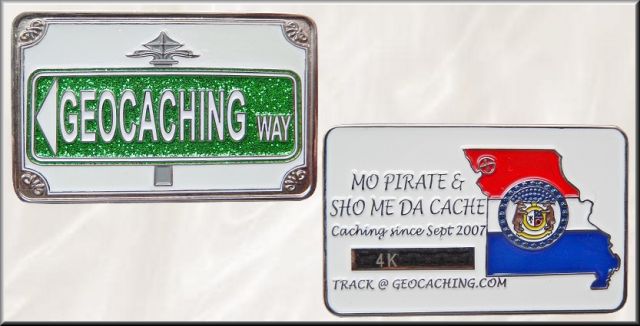 GEOCACHING WAY
MO PIRATE &
SHO ME DA CACHE
Caching since Sept 2007
4K
TRACK @ GEOCACHING.COM